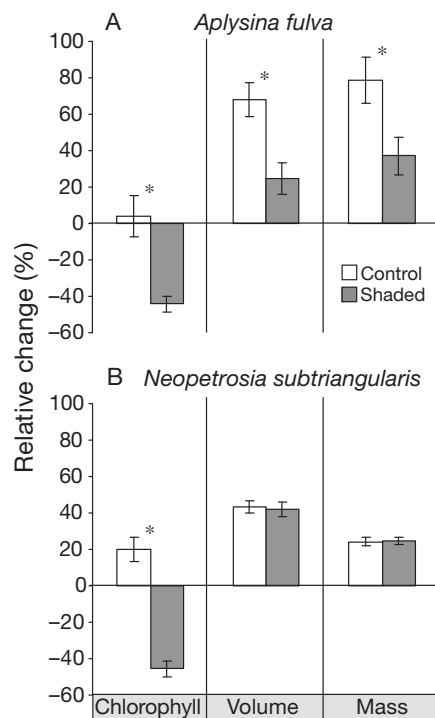 A
Aplysina fulva
100
80
60
40
20
0
−20
−40
−60
*
*
*
Control
Shaded
Relative change (%)
B
Neopetrosia subtriangularis
100
80
60
40
20
0
−20
−40
−60
*
Chlorophyll
Volume
Mass